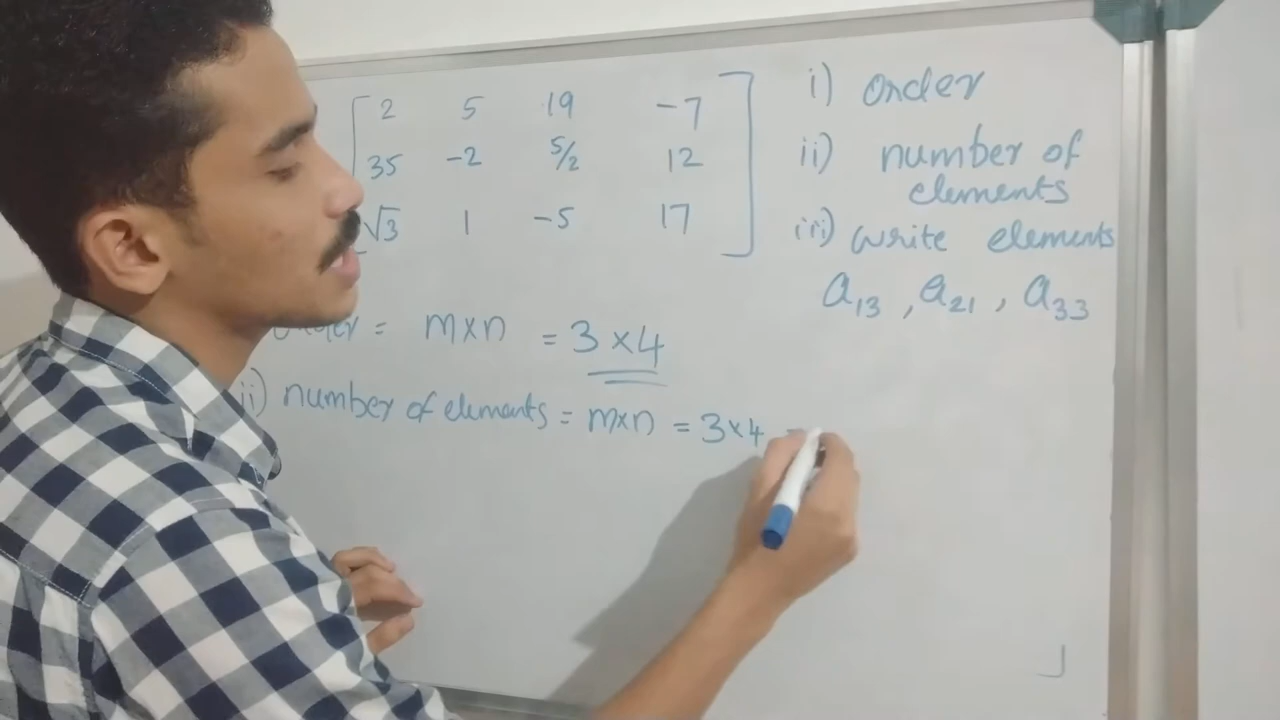 2 5 19 -7
35 -2 5/2 12
√3 1 -5 17
i) Order
ii) number of
elements
iii) write elements
a₁₃ , a₂₁ , a₃₃
= m×n = 3×4
ii) number of elements = m×n = 3×4 =